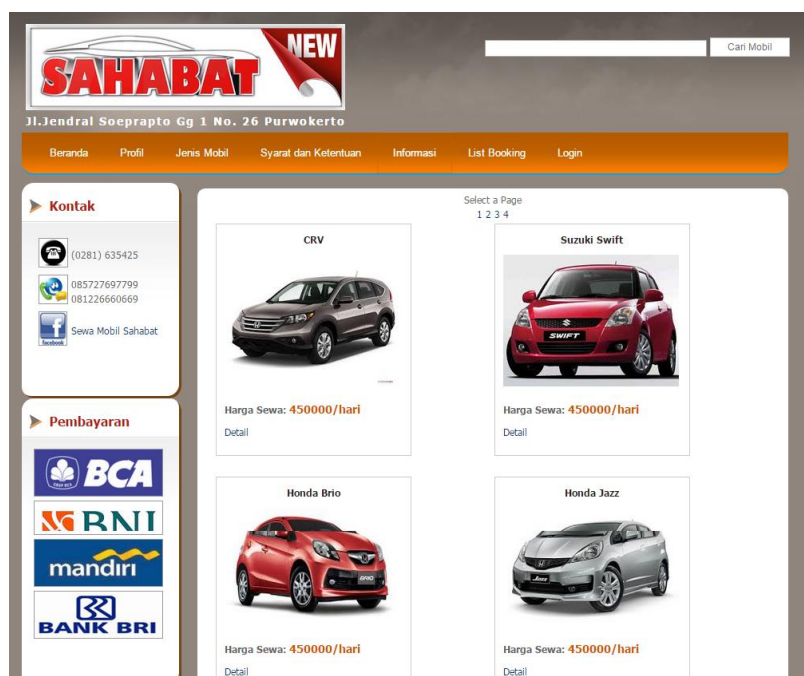 SAHABAT NEW
Cari Mobil
Jl.Jendral Soeprapto Gg 1 No. 26 Purwokerto
Beranda Profil Jenis Mobil Syarat dan Ketentuan Informasi List Booking Login
Kontak
(0281) 635425
085727697799
081226660669
facebook
Sewa Mobil Sahabat
Pembayaran
BCA
BNI
mandiri
BANK BRI
Select a Page
1 2 3 4
CRV
Harga Sewa: 450000/hari
Detail
Suzuki Swift
SWIFT
Harga Sewa: 450000/hari
Detail
Honda Brio
BRIO
Harga Sewa: 450000/hari
Detail
Honda Jazz
Jazz
Harga Sewa: 450000/hari
Detail